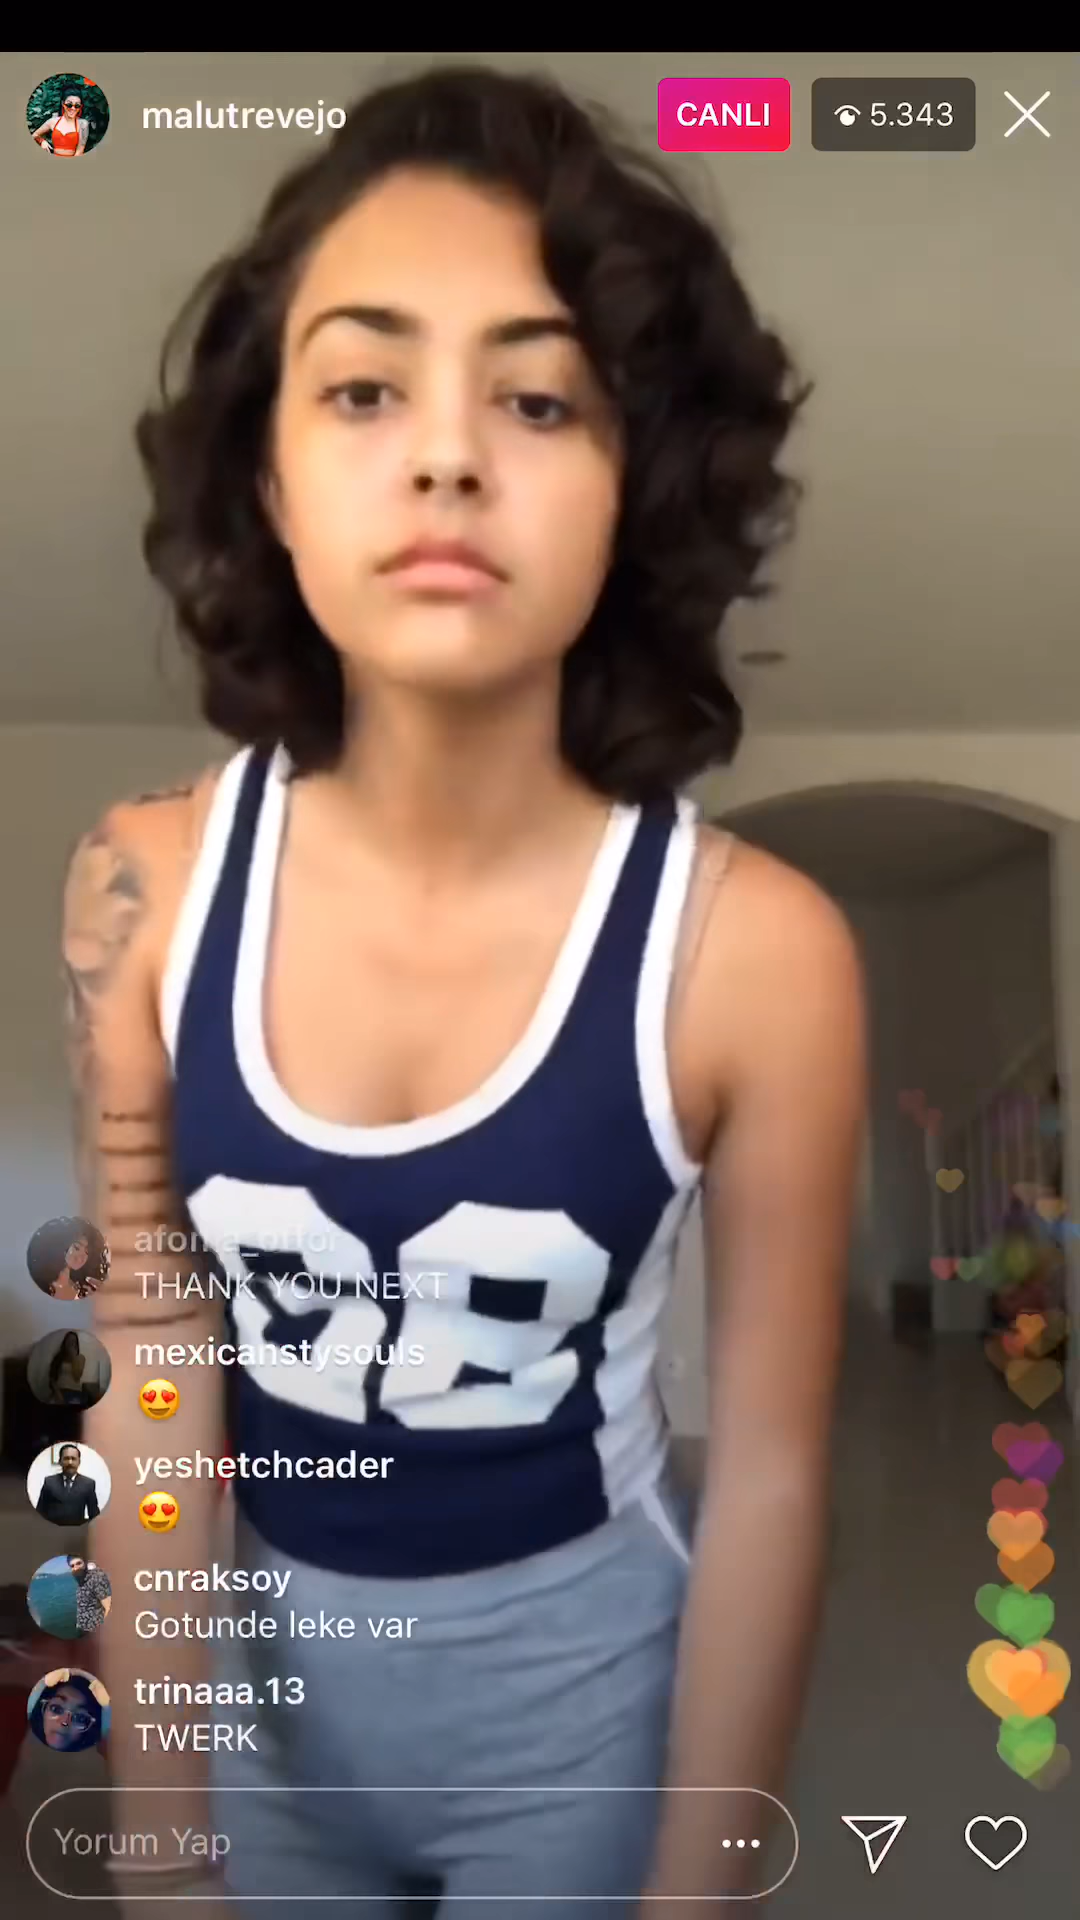 malutrevejo
CANLI
5.343
THANK YOU NEXT
mexicanstysouls
😍
yeshetchcader
😍
cnraksoy
Gotunde leke var
trinaaa.13
TWERK
Yorum Yap